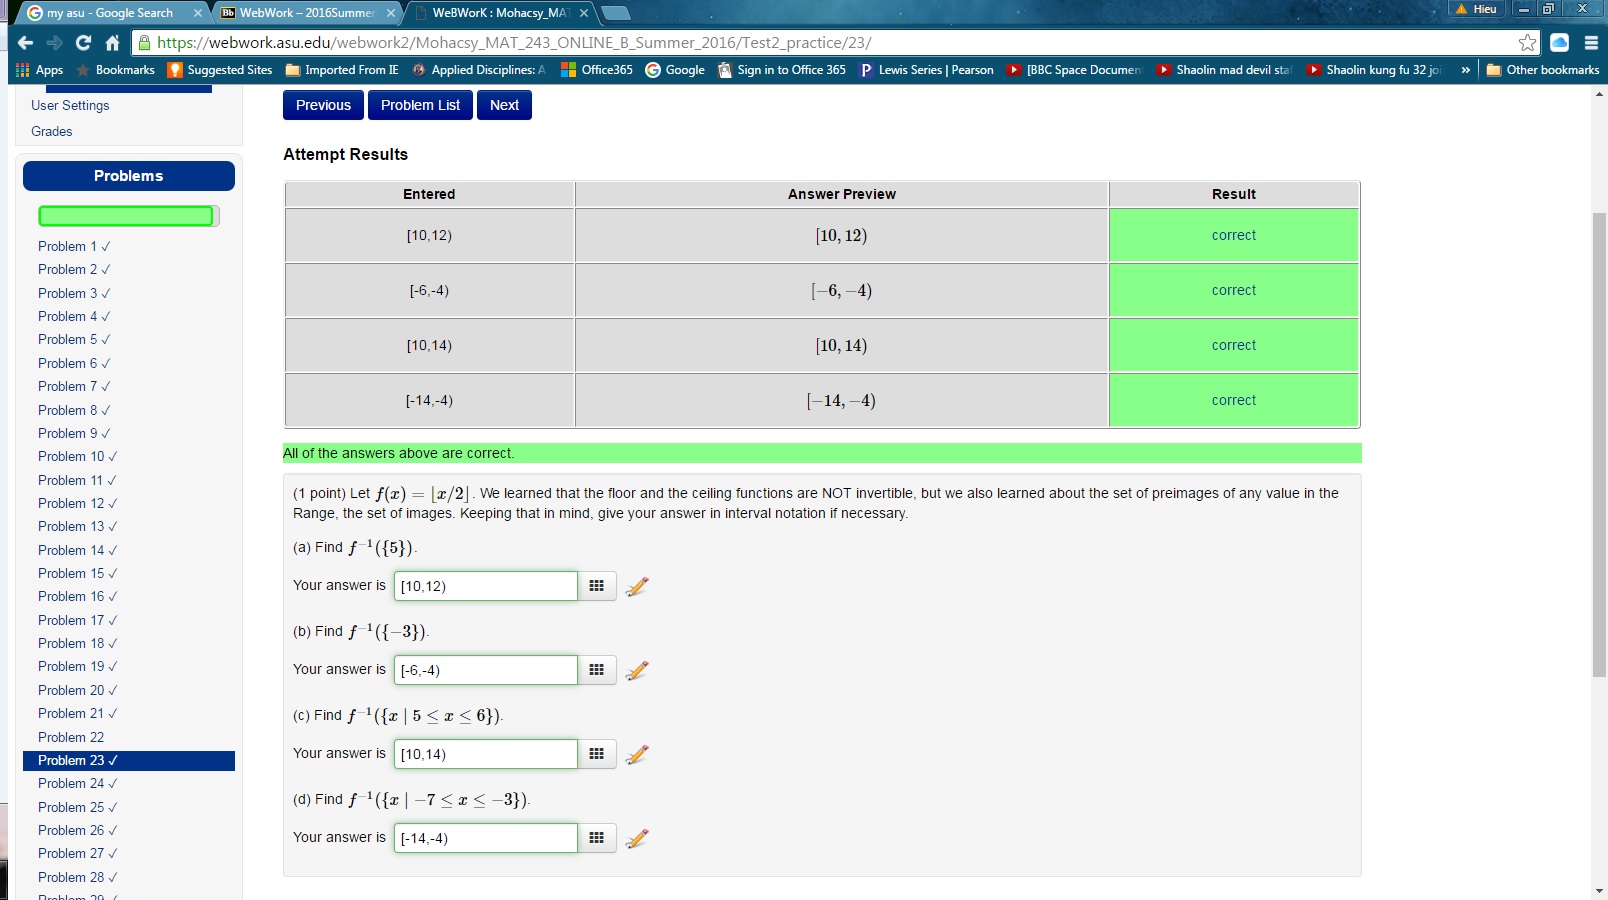 my asu - Google Search
WebWork – 2016Summer
WeBWorK : Mohacsy_MAT
Hieu
https://webwork.asu.edu/webwork2/Mohacsy_MAT_243_ONLINE_B_Summer_2016/Test2_practice/23/
Apps Bookmarks Suggested Sites Imported From IE Applied Disciplines: A Office365 Google Sign in to Office 365 Lewis Series | Pearson [BBC Space Documen Shaolin mad devil sta Shaolin kung fu 32 joi » Other bookmarks
User Settings
Grades
Problems
Problem 1 ✓
Problem 2 ✓
Problem 3 ✓
Problem 4 ✓
Problem 5 ✓
Problem 6 ✓
Problem 7 ✓
Problem 8 ✓
Problem 9 ✓
Problem 10 ✓
Problem 11 ✓
Problem 12 ✓
Problem 13 ✓
Problem 14 ✓
Problem 15 ✓
Problem 16 ✓
Problem 17 ✓
Problem 18 ✓
Problem 19 ✓
Problem 20 ✓
Problem 21 ✓
Problem 22
Problem 23 ✓
Problem 24 ✓
Problem 25 ✓
Problem 26 ✓
Problem 27 ✓
Problem 28 ✓
Problem 29 ✓
Previous Problem List Next
Attempt Results
Entered Answer Preview Result
[10,12) [10, 12) correct
[-6,-4) [−6, −4) correct
[10,14) [10, 14) correct
[-14,-4) [−14, −4) correct
All of the answers above are correct.
(1 point) Let f(x) = ⌊x/2⌋. We learned that the floor and the ceiling functions are NOT invertible, but we also learned about the set of preimages of any value in the
Range, the set of images. Keeping that in mind, give your answer in interval notation if necessary.
(a) Find f⁻¹({5}).
Your answer is [10,12)
(b) Find f⁻¹({−3}).
Your answer is [-6,-4)
(c) Find f⁻¹({x | 5 ≤ x ≤ 6}).
Your answer is [10,14)
(d) Find f⁻¹({x | −7 ≤ x ≤ −3}).
Your answer is [-14,-4)